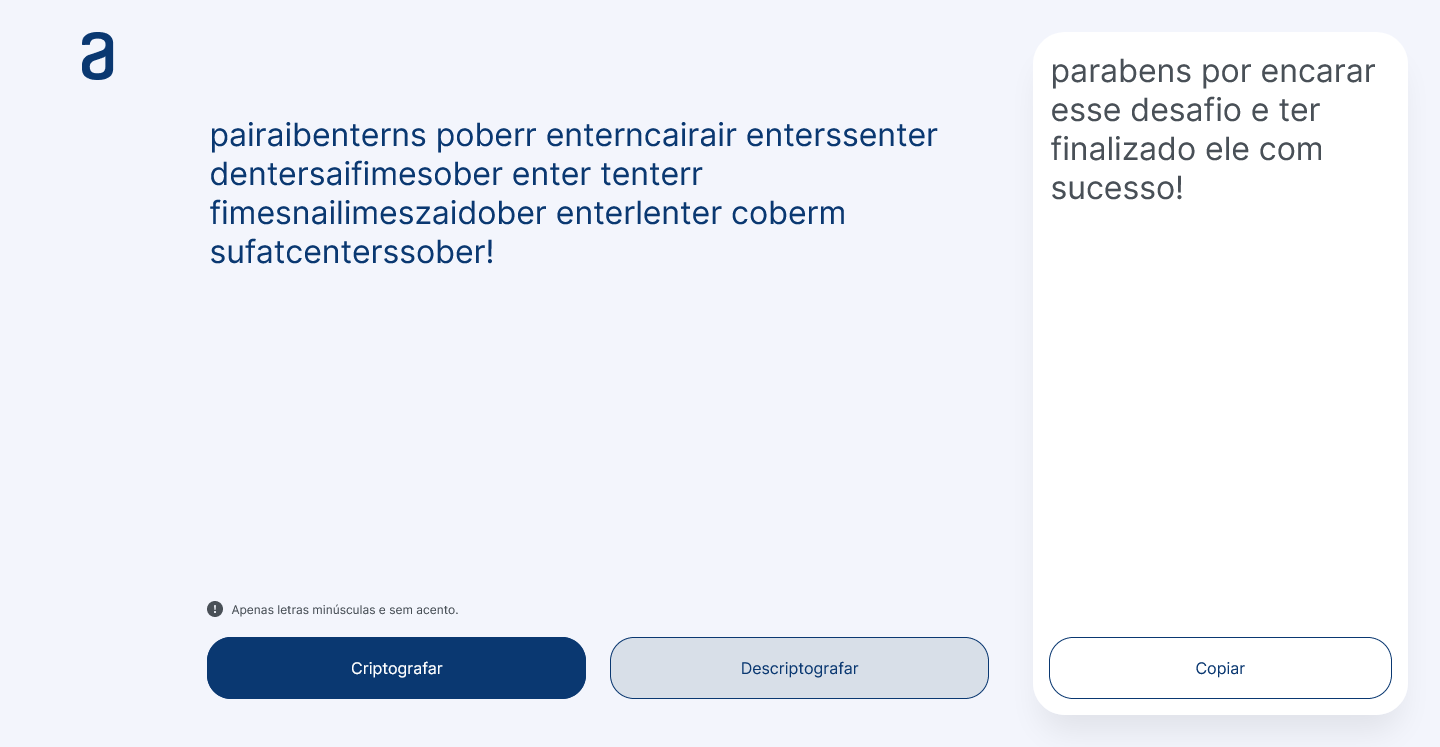 a
pairaibenterns poberr enterncairair enterssenter
dentersaifimesober enter tenterr
fimesnailimeszaidober enterlenter coberm
sufatcenterssober!
Apenas letras minúsculas e sem acento.
Criptografar
Descriptografar
parabens por encarar
esse desafio e ter
finalizado ele com
sucesso!
Copiar